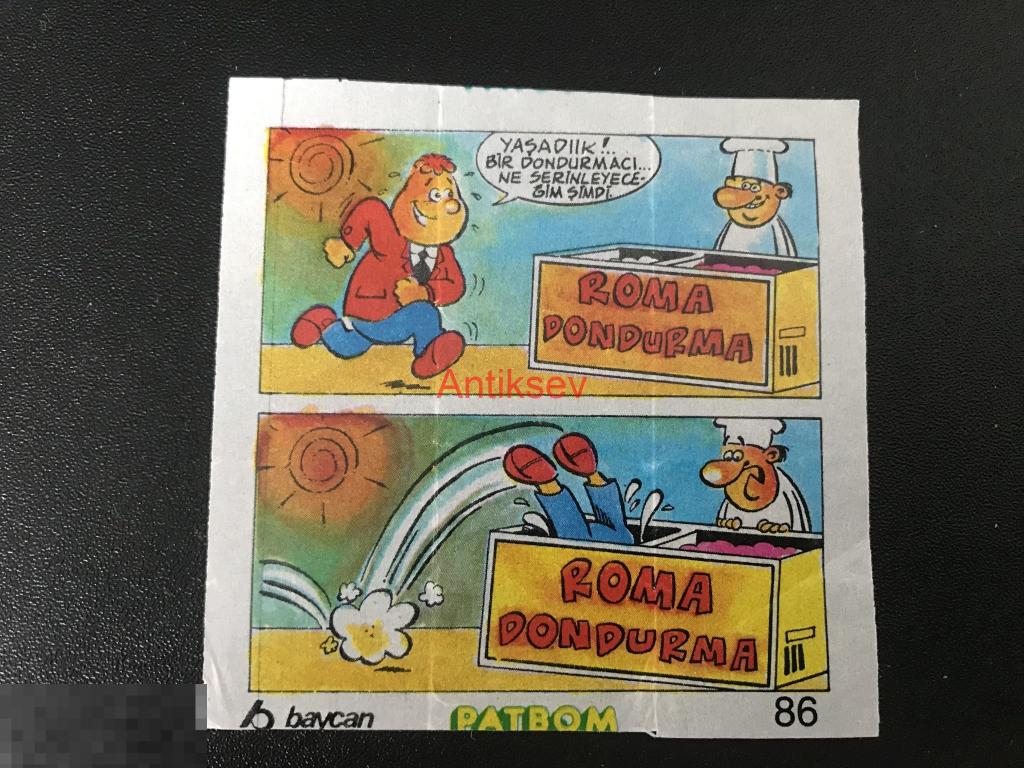 YAŞADIIK!..
BİR DONDURMACI...
NE SERİNLEYECE-
ĞİM ŞİMDİ.
ROMA
DONDURMA
Antiksev
ROMA
DONDURMA
baycan
PATBOM
86